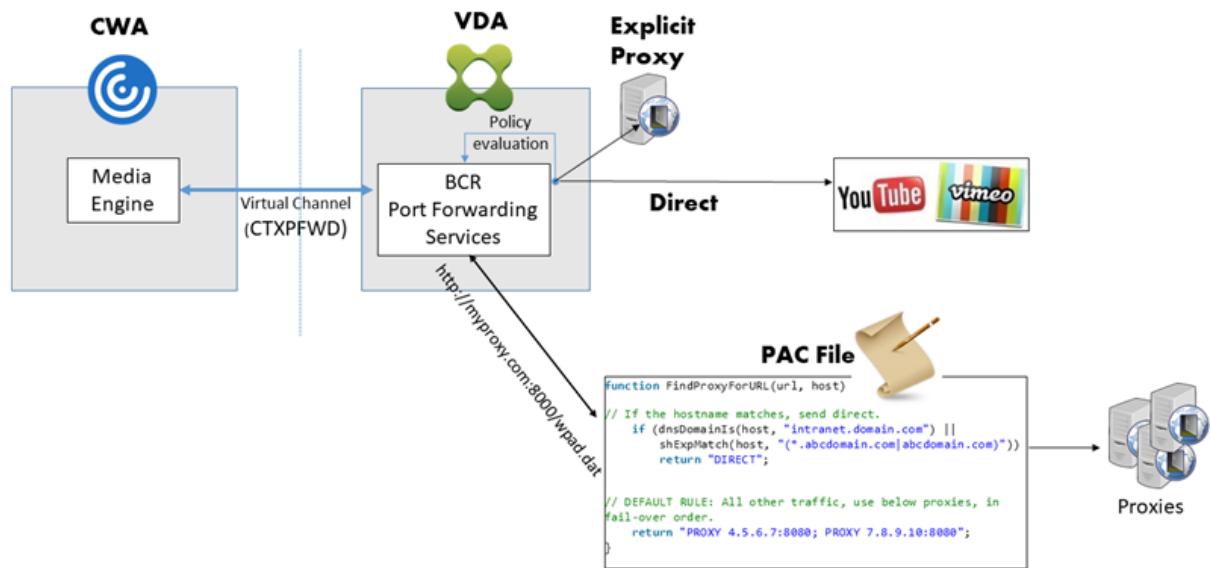 CWA
VDA
Explicit
Proxy
Policy
evaluation
Media
Engine
Virtual Channel
(CTXPFWD)
BCR
Port Forwarding
Services
Direct
YouTube
vimeo
http://myproxy.com:8000/wpad.dat
PAC File
function FindProxyForURL(url, host)
// If the hostname matches, send direct.
if (dnsDomainIs(host, "intranet.domain.com") ||
shExpMatch(host, "(*.abcdomain.com|abcdomain.com)"))
return "DIRECT";
// DEFAULT RULE: All other traffic, use below proxies, in
fail-over order.
return "PROXY 4.5.6.7:8080; PROXY 7.8.9.10:8080";
}
Proxies